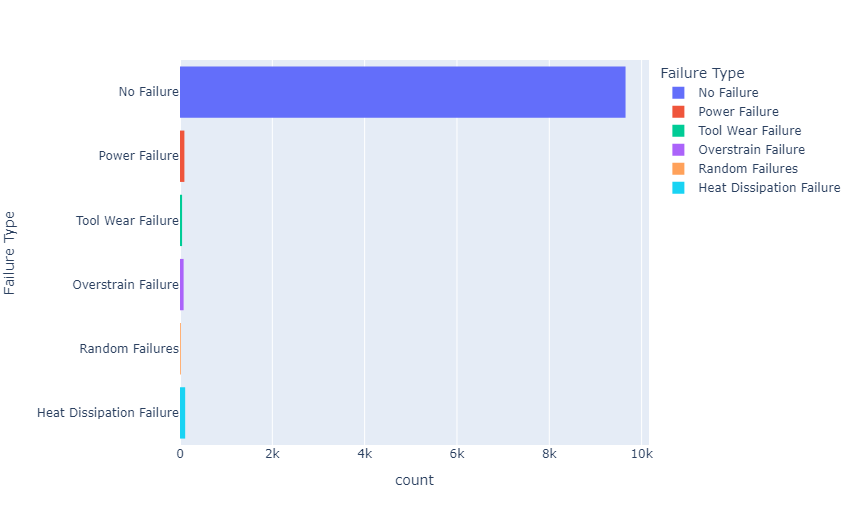 Failure Type
No Failure
Power Failure
Tool Wear Failure
Overstrain Failure
Random Failures
Heat Dissipation Failure
0 2k 4k 6k 8k 10k
count
Failure Type
No Failure
Power Failure
Tool Wear Failure
Overstrain Failure
Random Failures
Heat Dissipation Failure